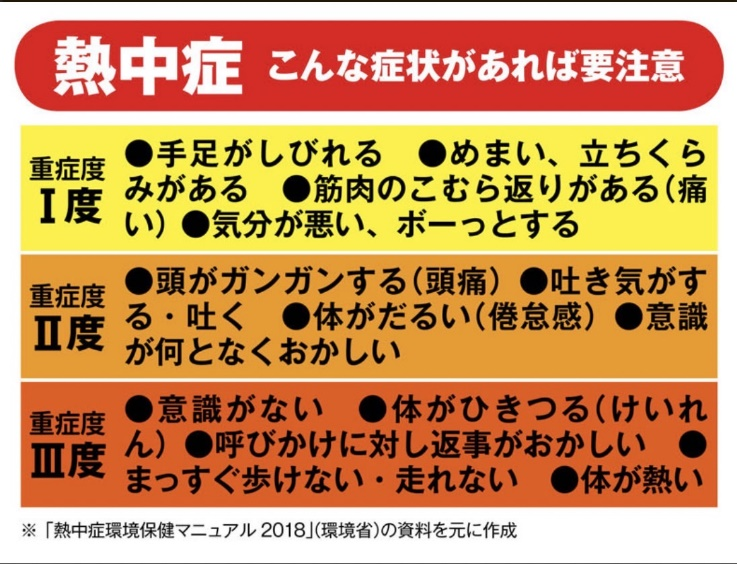 熱中症 こんな症状があれば要注意
重症度
Ⅰ度
●手足がしびれる ●めまい、立ちくら
みがある ●筋肉のこむら返りがある（痛
い）●気分が悪い、ボーっとする
重症度
Ⅱ度
●頭がガンガンする（頭痛）●吐き気がす
る・吐く ●体がだるい（倦怠感）●意識
が何となくおかしい
重症度
Ⅲ度
●意識がない ●体がひきつる（けいれ
ん）●呼びかけに対し返事がおかしい ●
まっすぐ歩けない・走れない ●体が熱い
※「熱中症環境保健マニュアル 2018」（環境省）の資料を元に作成